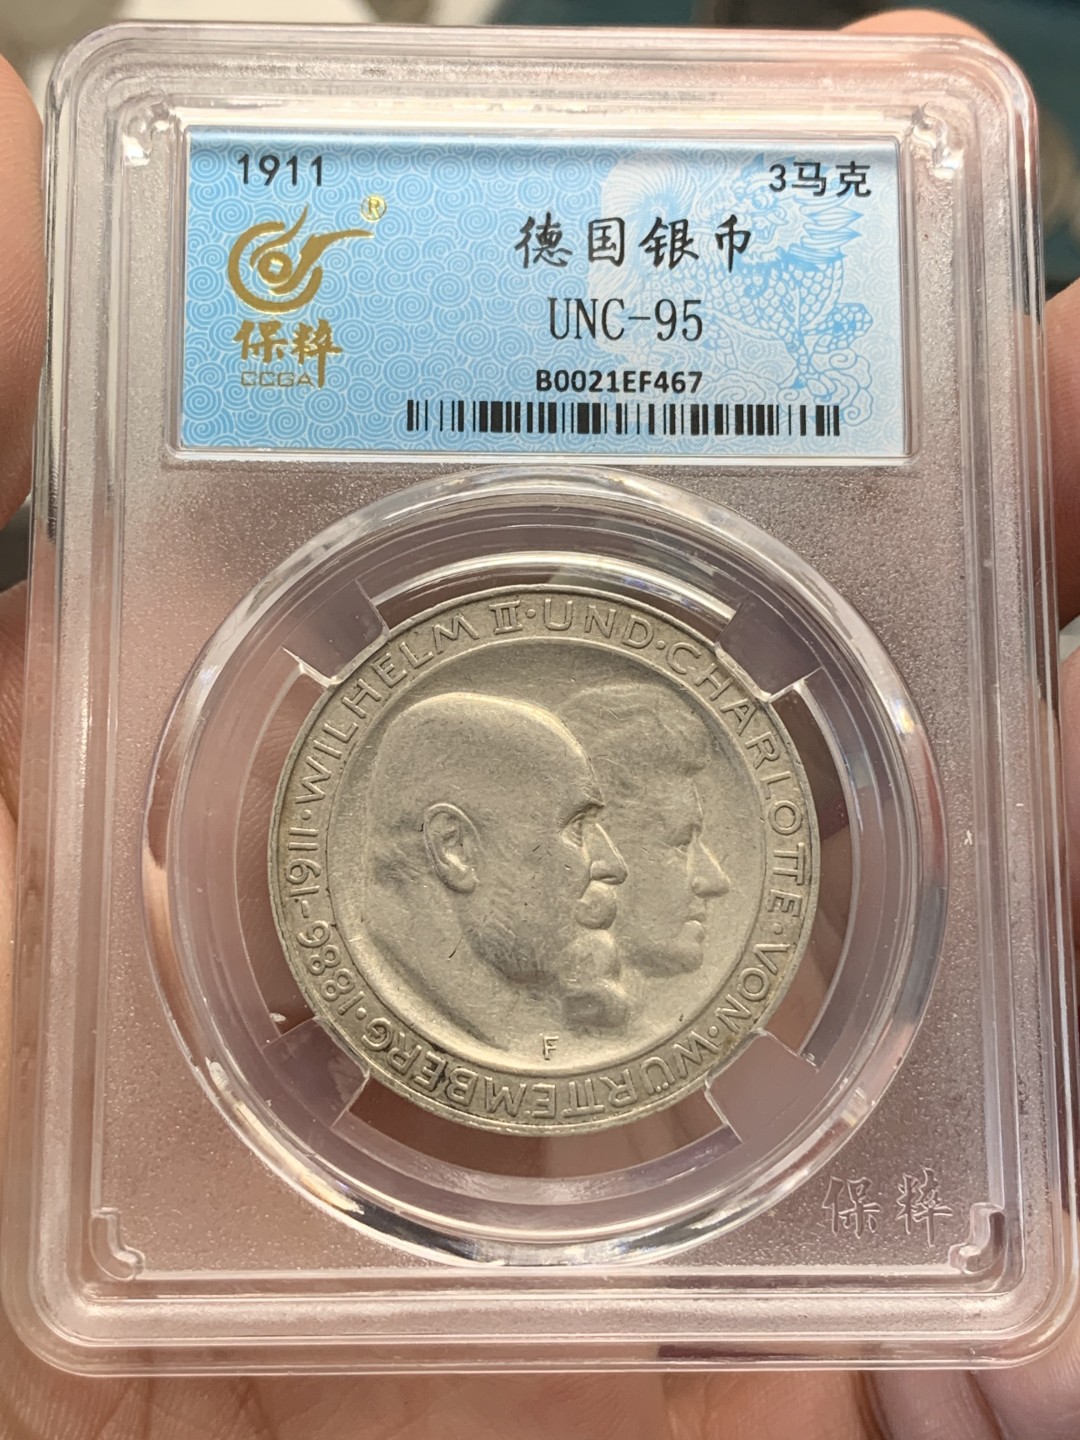 1911
3马克
®
德国银币
保粹
CCGA
UNC-95
B0021EF467
·WILHELM II·UND·CHARLOTTE·VON·WÜRTTEMBERG·1886-1911
F
保粹